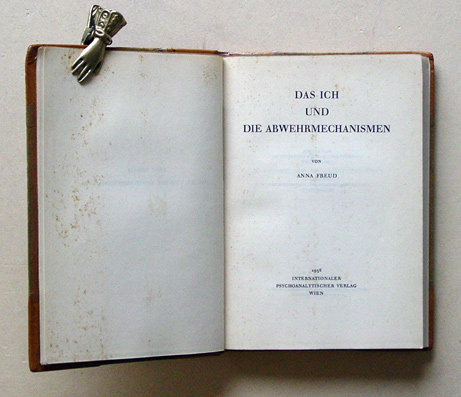 DAS ICH
UND
DIE ABWEHRMECHANISMEN
VON
ANNA FREUD
1936
INTERNATIONALER
PSYCHOANALYTISCHER VERLAG
WIEN